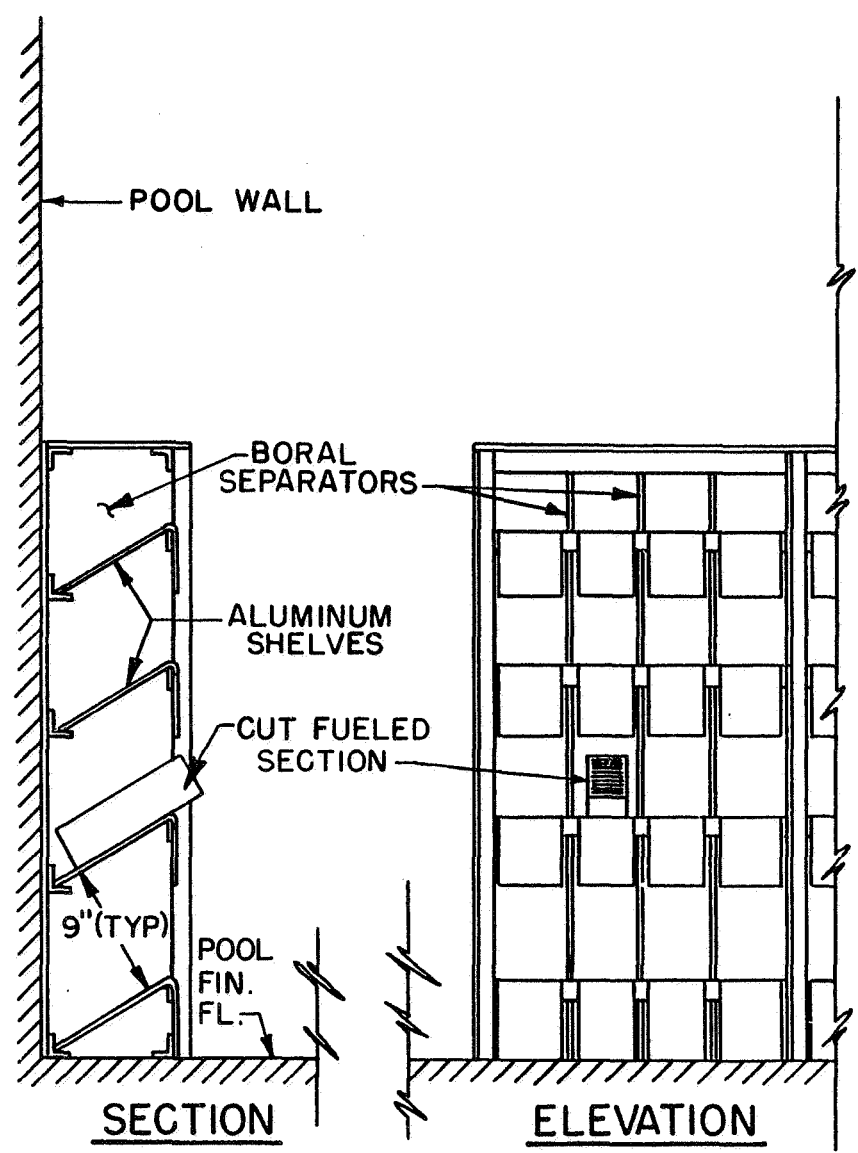 POOL WALL
BORAL
SEPARATORS
ALUMINUM
SHELVES
CUT FUELED
SECTION
9"(TYP)
POOL
FIN.
FL.
SECTION
ELEVATION